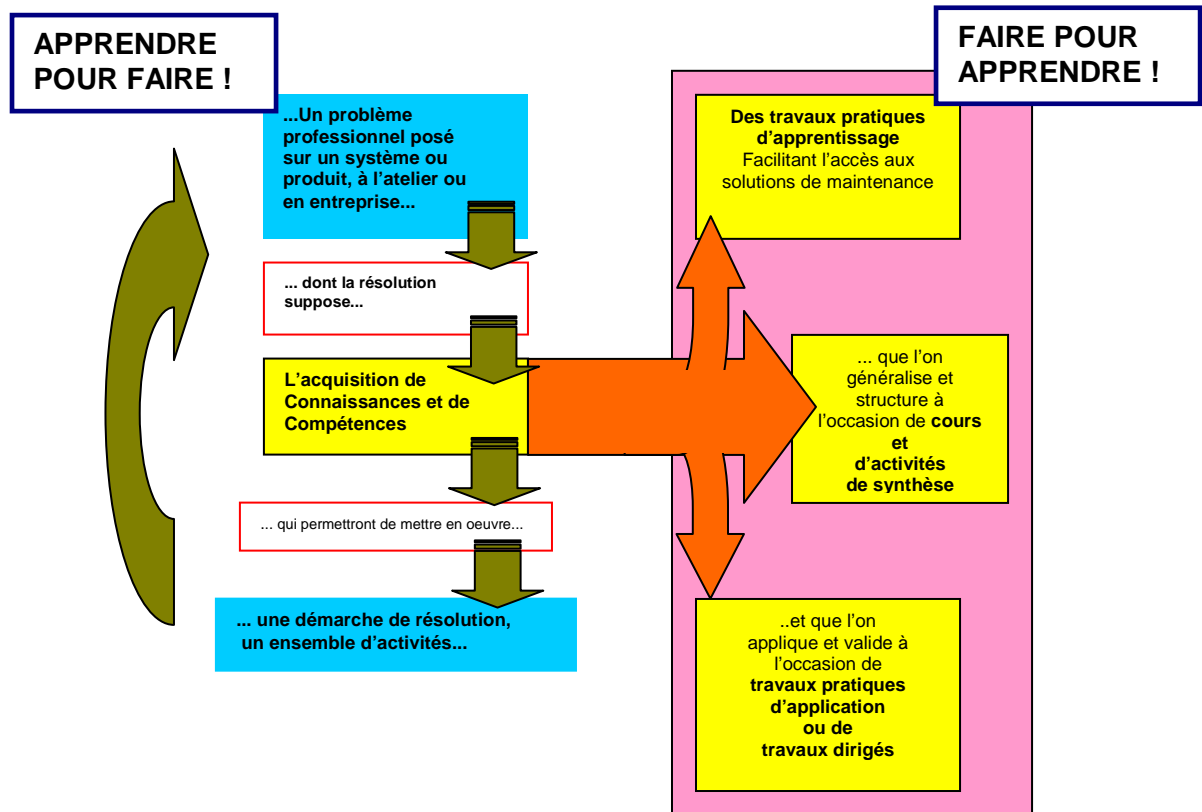 APPRENDRE
POUR FAIRE !
...Un problème
professionnel posé
sur un système ou
produit, à l'atelier ou
en entreprise...
... dont la résolution
suppose...
L'acquisition de
Connaissances et de
Compétences
... qui permettront de mettre en oeuvre...
... une démarche de résolution,
un ensemble d'activités...
FAIRE POUR
APPRENDRE !
Des travaux pratiques
d'apprentissage
Facilitant l'accès aux
solutions de maintenance
... que l'on
généralise et
structure à
l'occasion de cours
et
d'activités
de synthèse
..et que l'on
applique et valide à
l'occasion de
travaux pratiques
d'application
ou de
travaux dirigés